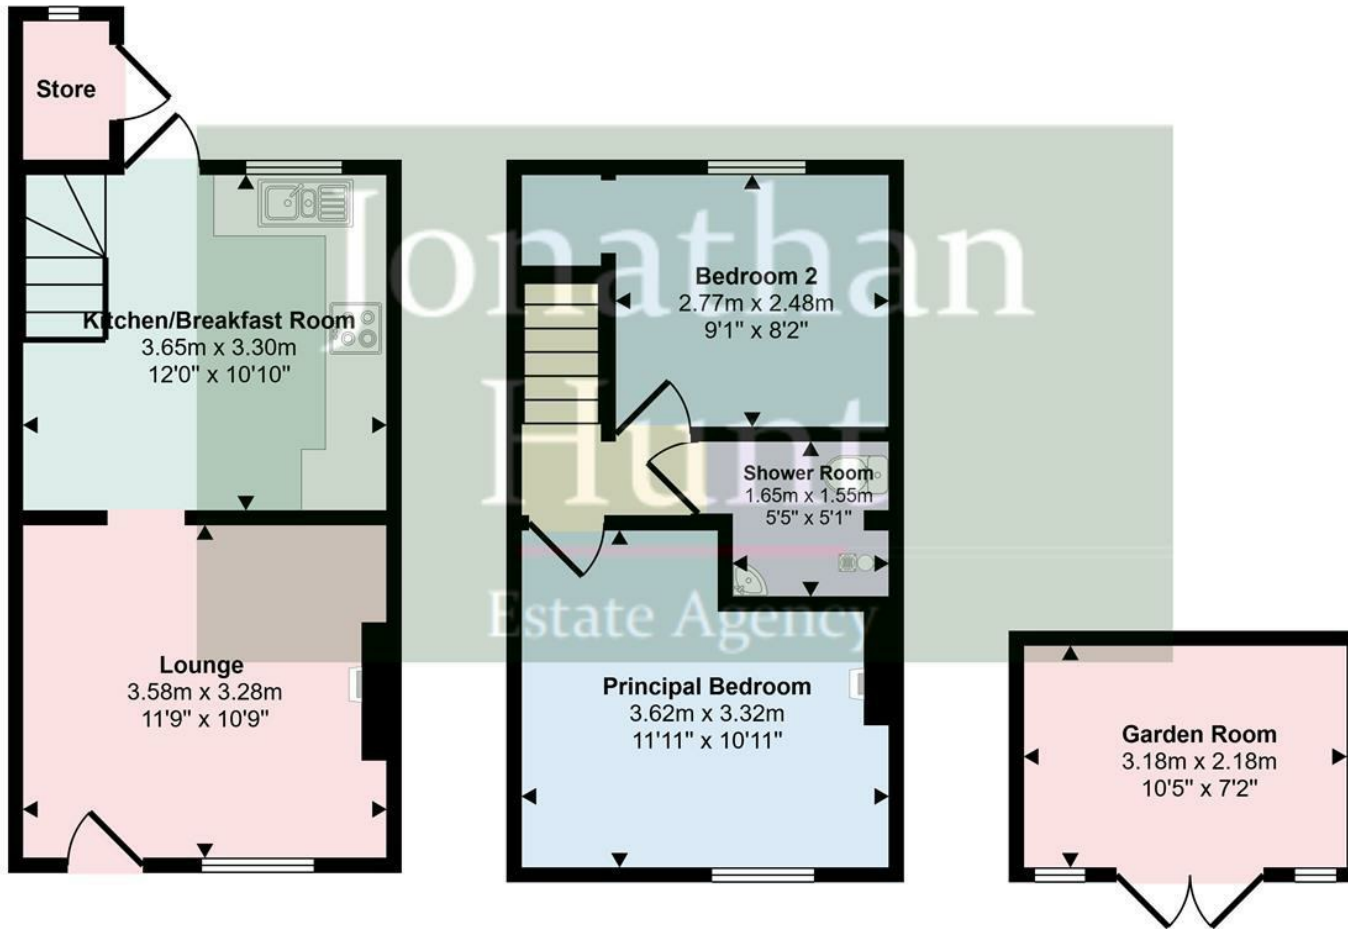 Store
Kitchen/Breakfast Room
3.65m x 3.30m
12'0" x 10'10"
Lounge
3.58m x 3.28m
11'9" x 10'9"
Bedroom 2
2.77m x 2.48m
9'1" x 8'2"
Shower Room
1.65m x 1.55m
5'5" x 5'1"
Principal Bedroom
3.62m x 3.32m
11'11" x 10'11"
Garden Room
3.18m x 2.18m
10'5" x 7'2"
Jonathan
Hunt
Estate Agency